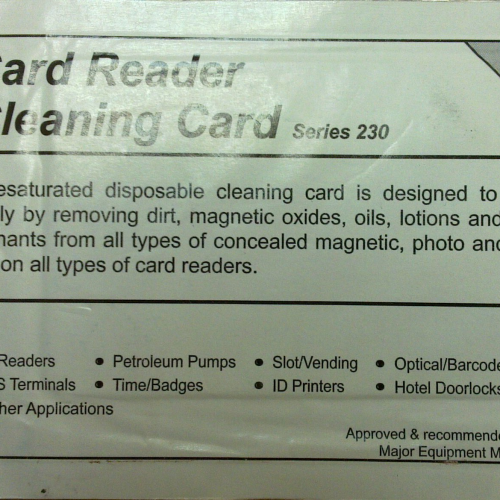 ard Reader
leaning Card Series 230
esaturated disposable cleaning card is designed to
ly by removing dirt, magnetic oxides, oils, lotions and
nants from all types of concealed magnetic, photo and
on all types of card readers.
Readers • Petroleum Pumps • Slot/Vending • Optical/Barcode
S Terminals • Time/Badges • ID Printers • Hotel Doorlocks
her Applications
Approved & recommende
Major Equipment M